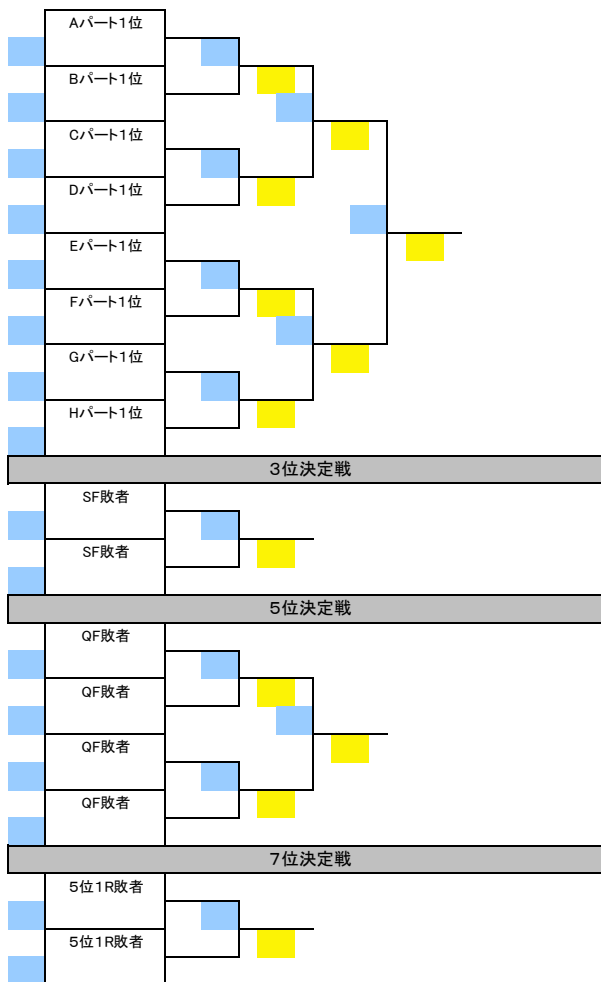 Aパート1位
Bパート1位
Cパート1位
Dパート1位
Eパート1位
Fパート1位
Gパート1位
Hパート1位
3位決定戦
SF敗者
SF敗者
5位決定戦
QF敗者
QF敗者
QF敗者
QF敗者
7位決定戦
5位1R敗者
5位1R敗者